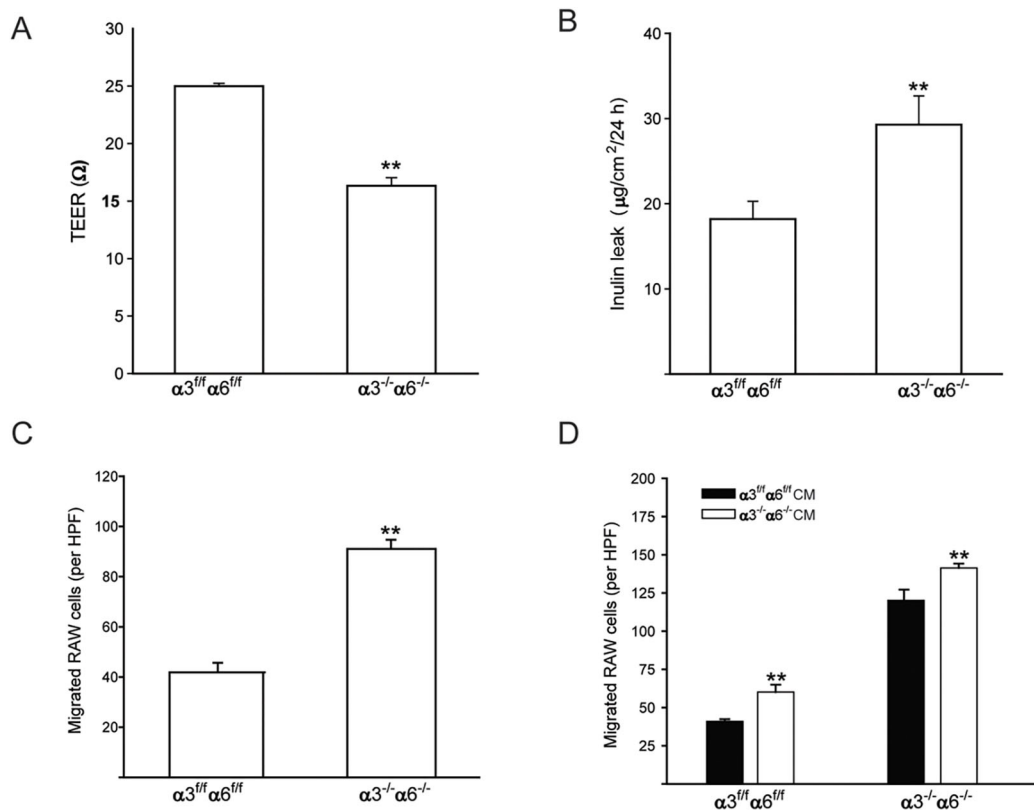 A
TEER (Ω)
30
25
20
15
15
5
0
**
α3f/fα6f/f
α3-/-α6-/-
B
Inulin leak (μg/cm2/24 h)
40
30
20
10
**
α3f/fα6f/f
α3-/-α6-/-
C
Migrated RAW cells (per HPF)
120
100
80
60
40
20
**
α3f/fα6f/f
α3-/-α6-/-
D
Migrated RAW cells (per HPF)
200
175
150
125
100
75
50
25
α3f/fα6f/f CM
α3-/-α6-/- CM
**
**
α3f/fα6f/f
α3-/-α6-/-